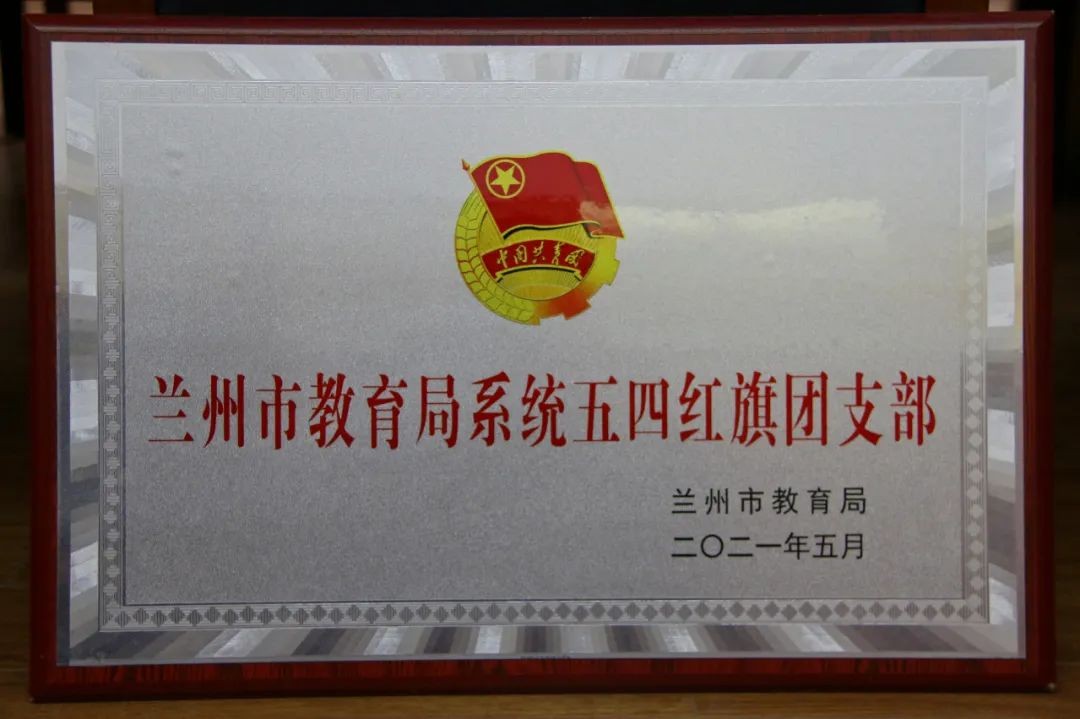 中国共青团
兰州市教育局系统五四红旗团支部
兰州市教育局
二〇二一年五月